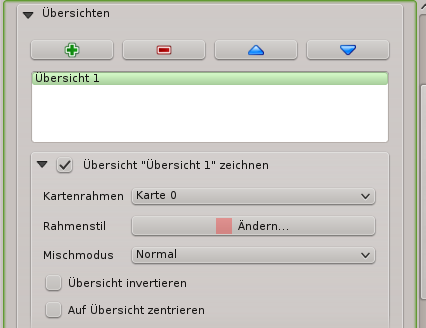 Übersichten
Übersicht 1
Übersicht "Übersicht 1" zeichnen
Kartenrahmen Karte 0
Rahmenstil Ändern...
Mischmodus Normal
Übersicht invertieren
Auf Übersicht zentrieren